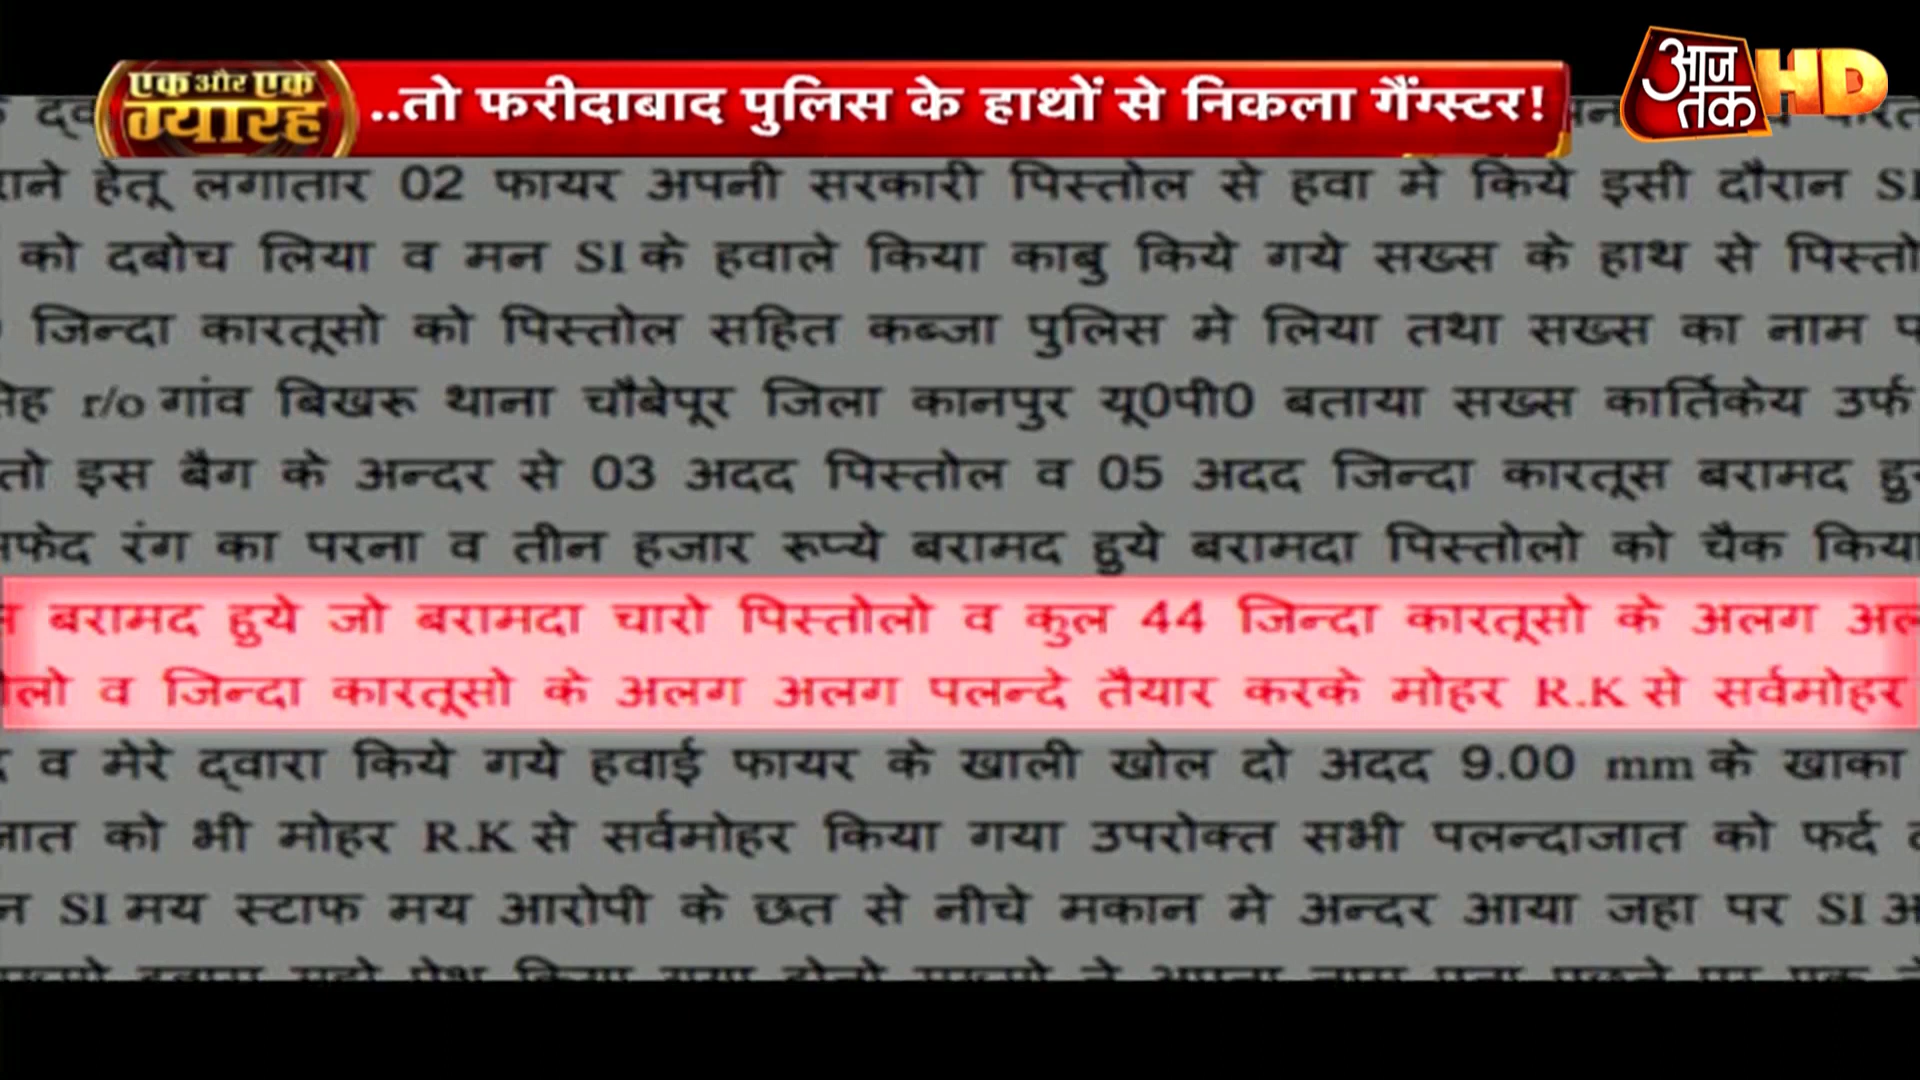 एक और एक
ग्यारह
..तो फरीदाबाद पुलिस के हाथों से निकला गैंग्स्टर!
आज
तक
HD
हेतू लगातार 02 फायर अपनी सरकारी पिस्तोल से हवा मे किये इसी दौरान SI
को दबोच लिया व मन SI के हवाले किया काबु किये गये सख्स के हाथ से पिस्तो
जिन्दा कारतूसो को पिस्तोल सहित कब्जा पुलिस मे लिया तथा सख्स का नाम प
r/o गांव बिखरू थाना चौबेपूर जिला कानपुर यू0पी0 बताया सख्स कार्तिकेय उर्फ
तो इस बैग के अन्दर से 03 अदद पिस्तोल व 05 अदद जिन्दा कारतूस बरामद हु
फेद रंग का परना व तीन हजार रूप्ये बरामद हुये बरामदा पिस्तोलो को चैक किया
बरामद हुये जो बरामदा चारो पिस्तोलो व कुल 44 जिन्दा कारतूसो के अलग अल
लो व जिन्दा कारतूसो के अलग अलग पलन्दे तैयार करके मोहर R.K से सर्वमोहर
व मेरे द्वारा किये गये हवाई फायर के खाली खोल दो अदद 9.00 mm के खाका
जात को भी मोहर R.K से सर्वमोहर किया गया उपरोक्त सभी पलन्दाजात को फर्द
न SI मय स्टाफ मय आरोपी के छत से नीचे मकान मे अन्दर आया जहा पर SI अ